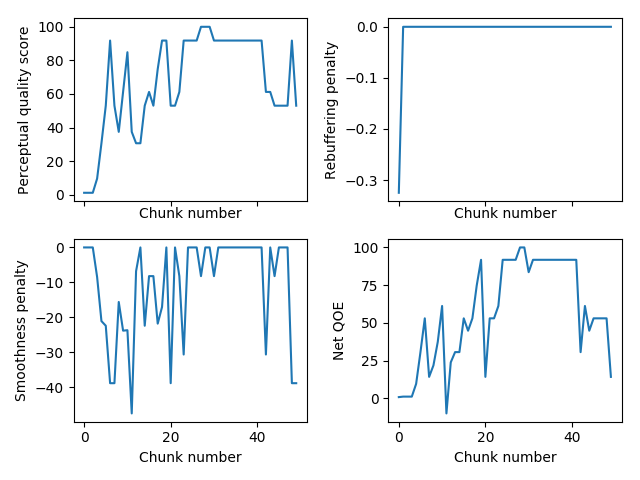 Perceptual quality score
100
80
60
40
20
0
Chunk number
Rebuffering penalty
0.0
−0.1
−0.2
−0.3
Chunk number
Smoothness penalty
0
−10
−20
−30
−40
0 20 40
Chunk number
Net QOE
100
75
50
25
0
0 20 40
Chunk number